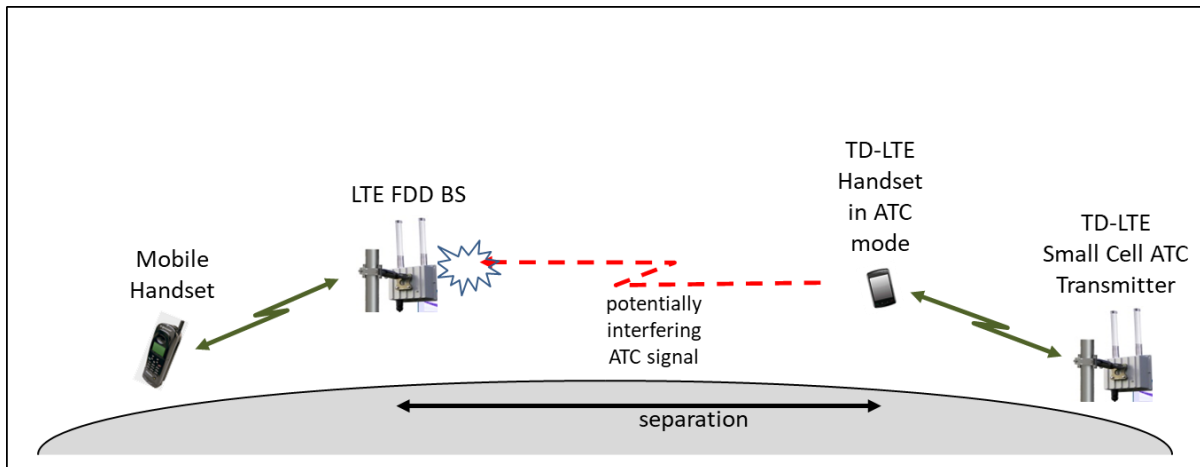 Mobile
Handset
LTE FDD BS
potentially
interfering
ATC signal
TD-LTE
Handset
in ATC
mode
TD-LTE
Small Cell ATC
Transmitter
separation